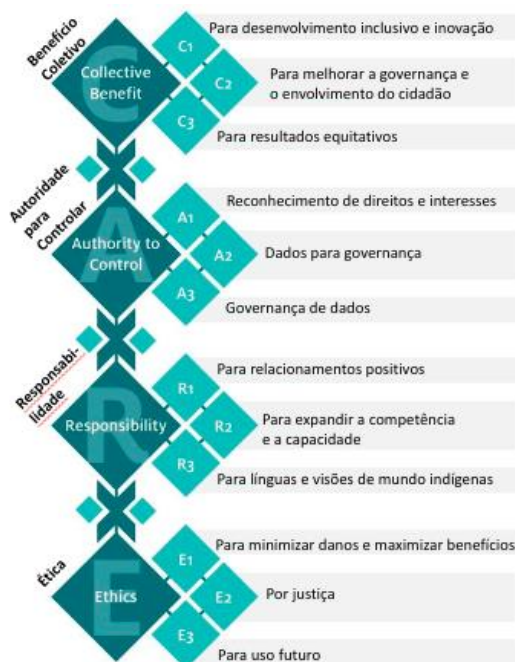 Benefício
Coletivo
C
Collective
Benefit
C1
Para desenvolvimento inclusivo e inovação
C2
Para melhorar a governança e
o envolvimento do cidadão
C3
Para resultados equitativos
Autoridade
para
Controlar
A
Authority to
Control
A1
Reconhecimento de direitos e interesses
A2
Dados para governança
A3
Governança de dados
Responsabi-
lidade
R
Responsibility
R1
Para relacionamentos positivos
R2
Para expandir a competência
e a capacidade
R3
Para línguas e visões de mundo indígenas
Ética
E
Ethics
E1
Para minimizar danos e maximizar benefícios
E2
Por justiça
E3
Para uso futuro